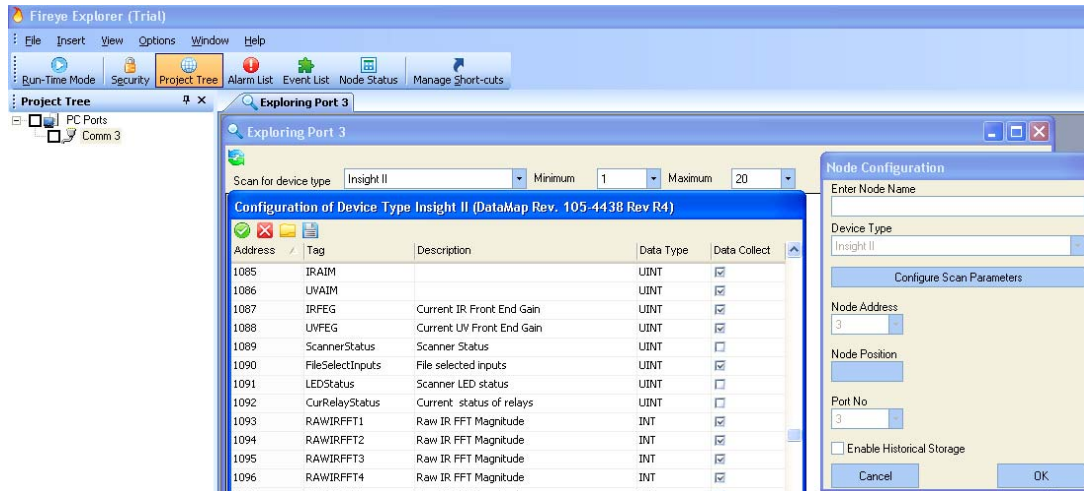 Fireye Explorer (Trial)
File Insert View Options Window Help
Run-Time Mode Security Project Tree Alarm List Event List Node Status Manage Short-cuts
Project Tree
PC Ports
Comm 3
Exploring Port 3
Exploring Port 3
Scan for device type Insight II Minimum 1 Maximum 20
Configuration of Device Type Insight II (DataMap Rev. 105-4438 Rev R4)
Address Tag Description Data Type Data Collect
1085 IRAIM UINT
1086 UVAIM UINT
1087 IRFEG Current IR Front End Gain UINT
1088 UVFEG Current UV Front End Gain UINT
1089 ScannerStatus Scanner Status UINT
1090 FileSelectInputs File selected inputs UINT
1091 LEDStatus Scanner LED status UINT
1092 CurRelayStatus Current status of relays UINT
1093 RAWIRFFT1 Raw IR FFT Magnitude INT
1094 RAWIRFFT2 Raw IR FFT Magnitude INT
1095 RAWIRFFT3 Raw IR FFT Magnitude INT
1096 RAWIRFFT4 Raw IR FFT Magnitude INT
Node Configuration
Enter Node Name
Device Type
Insight II
Configure Scan Parameters
Node Address
3
Node Position
Port No
3
Enable Historical Storage
Cancel OK